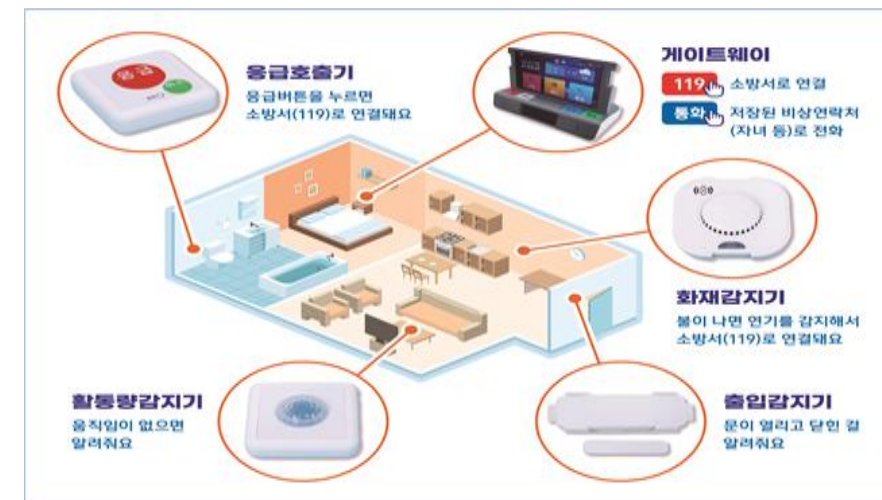 응급호출기
응급버튼을 누르면
소방서(119)로 연결돼요
응급
게이트웨이
119 소방서로 연결
통화 저장된 비상연락처
(자녀 등)로 전화
화재감지기
불이 나면 연기를 감지해서
소방서(119)로 연결돼요
활동량감지기
움직임이 없으면
알려줘요
출입감지기
문이 열리고 닫힌 걸
알려줘요